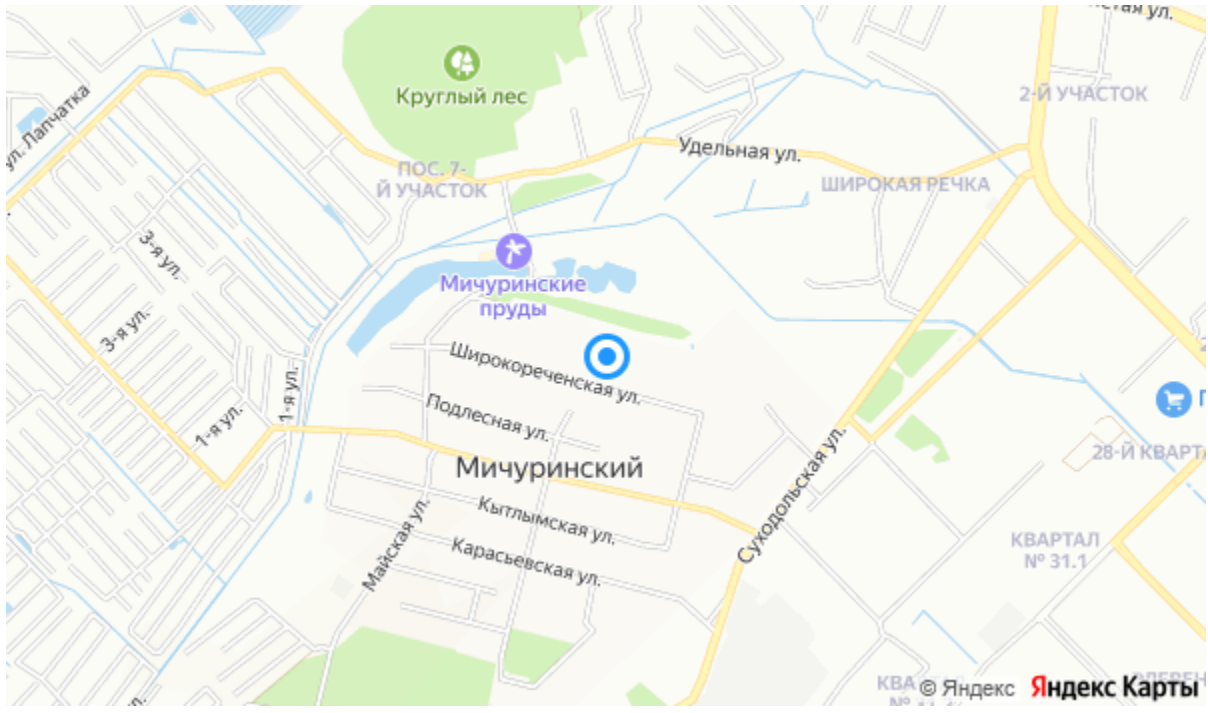 Круглый лес
2-Й УЧАСТОК
ул. Лапчатка
Удельная ул.
ПОС. 7-
Й УЧАСТОК
ШИРОКАЯ РЕЧКА
3-я ул.
Мичуринские
пруды
3-я ул.
Широкореченская ул.
1-я ул.
1-я ул.
Подлесная ул.
Мичуринский
28-Й КВАРТА
Суходольская ул.
Кытлымская ул.
Майская ул.
Карасьевская ул.
КВАРТАЛ
№ 31.1
© Яндекс Яндекс Карты